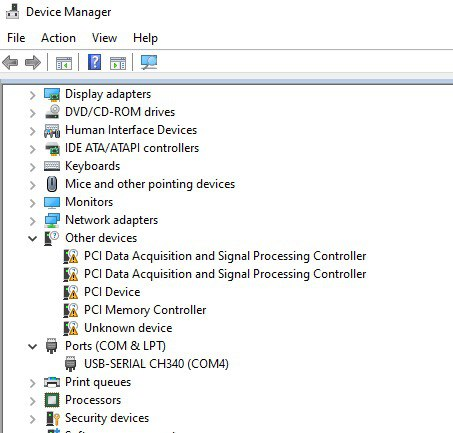 Device Manager
File Action View Help
Display adapters
DVD/CD-ROM drives
Human Interface Devices
IDE ATA/ATAPI controllers
Keyboards
Mice and other pointing devices
Monitors
Network adapters
Other devices
PCI Data Acquisition and Signal Processing Controller
PCI Data Acquisition and Signal Processing Controller
PCI Device
PCI Memory Controller
Unknown device
Ports (COM & LPT)
USB-SERIAL CH340 (COM4)
Print queues
Processors
Security devices